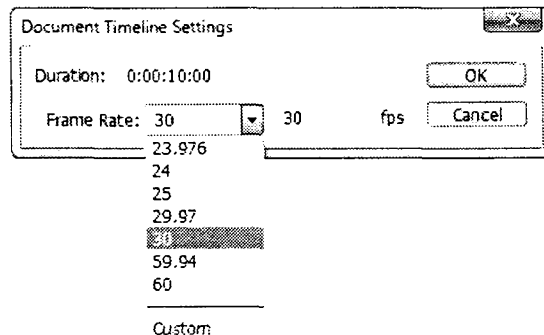 Document Timeline Settings
Duration: 0:00:10:00
OK
Frame Rate: 30 30 fps Cancel
23.976
24
25
29.97
30
59.94
60
Custom